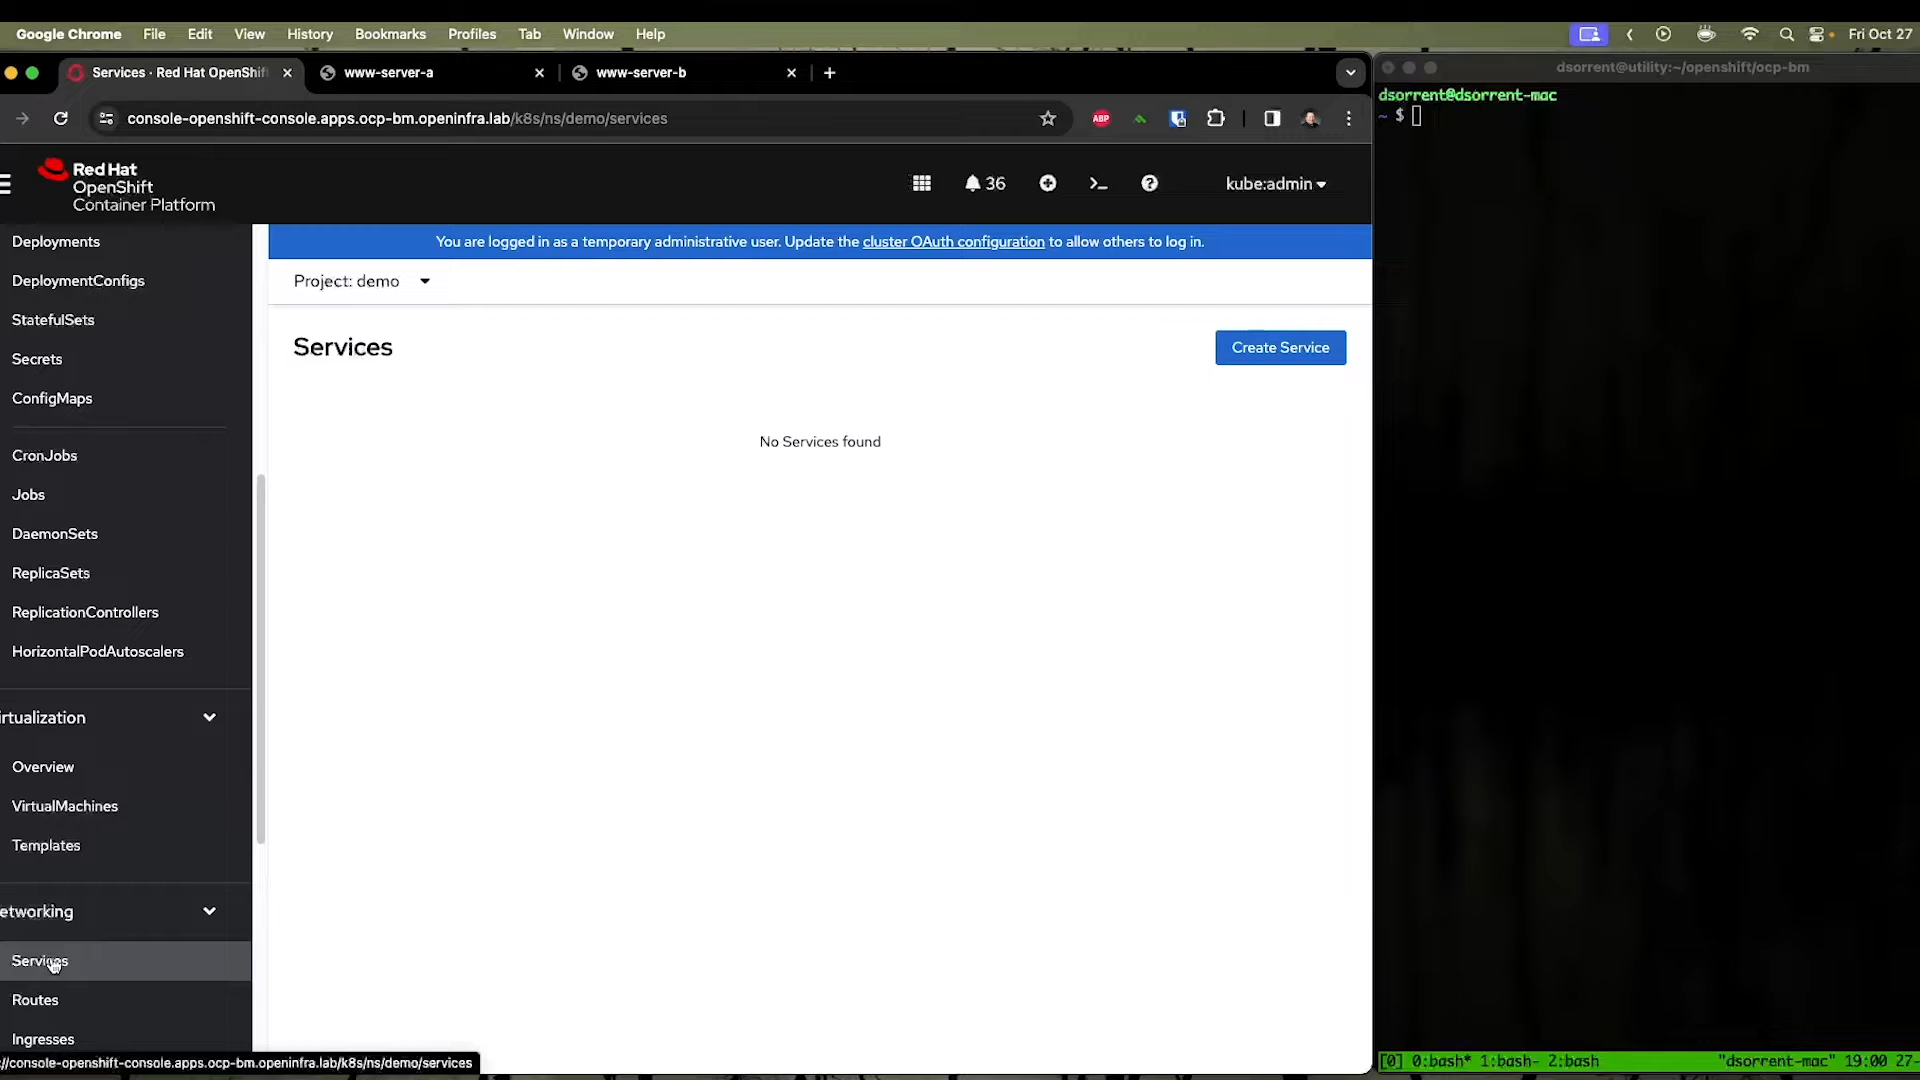 Google Chrome File Edit View History Bookmarks Profiles Tab Window Help Fri Oct 27
Services · Red Hat OpenShift www-server-a www-server-b
dsorrent@utility:~/openshift/ocp-bm
console-openshift-console.apps.ocp-bm.openinfra.lab/k8s/ns/demo/services
ABP
dsorrent@dsorrent-mac
~ $
Red Hat
OpenShift
Container Platform
36
kube:admin
You are logged in as a temporary administrative user. Update the cluster OAuth configuration to allow others to log in.
Project: demo
Services
Create Service
No Services found
Deployments
DeploymentConfigs
StatefulSets
Secrets
ConfigMaps
CronJobs
Jobs
DaemonSets
ReplicaSets
ReplicationControllers
HorizontalPodAutoscalers
irtualization
Overview
VirtualMachines
Templates
etworking
Services
Routes
Ingresses
://console-openshift-console.apps.ocp-bm.openinfra.lab/k8s/ns/demo/services
[0] 0:bash* 1:bash- 2:bash "dsorrent-mac" 19:00 27-